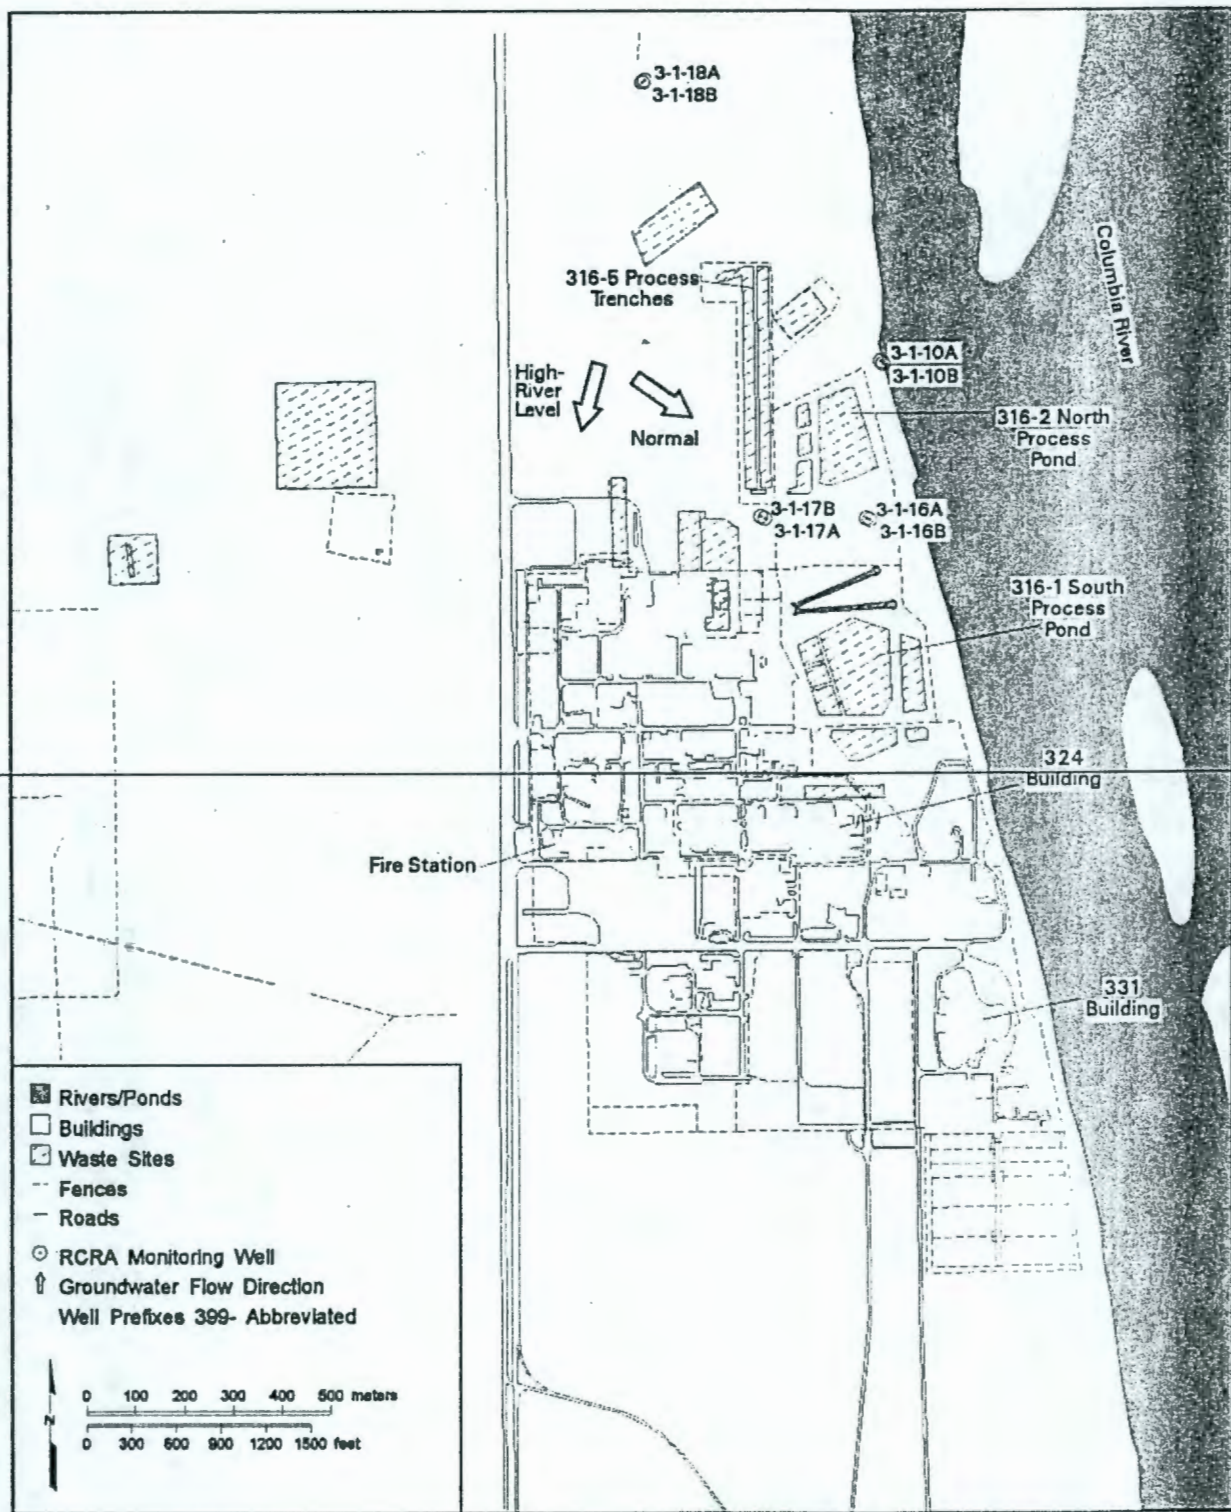 3-1-18A
3-1-18B
Columbia River
316-5 Process
Trenches
3-1-10A
3-1-10B
High-
River
Level
Normal
316-2 North
Process
Pond
3-1-17B
3-1-17A
3-1-16A
3-1-16B
316-1 South
Process
Pond
324
Building
Fire Station
331
Building
Rivers/Ponds
Buildings
Waste Sites
Fences
Roads
RCRA Monitoring Well
Groundwater Flow Direction
Well Prefixes 399- Abbreviated
N
0 100 200 300 400 500 meters
0 300 600 900 1200 1500 feet